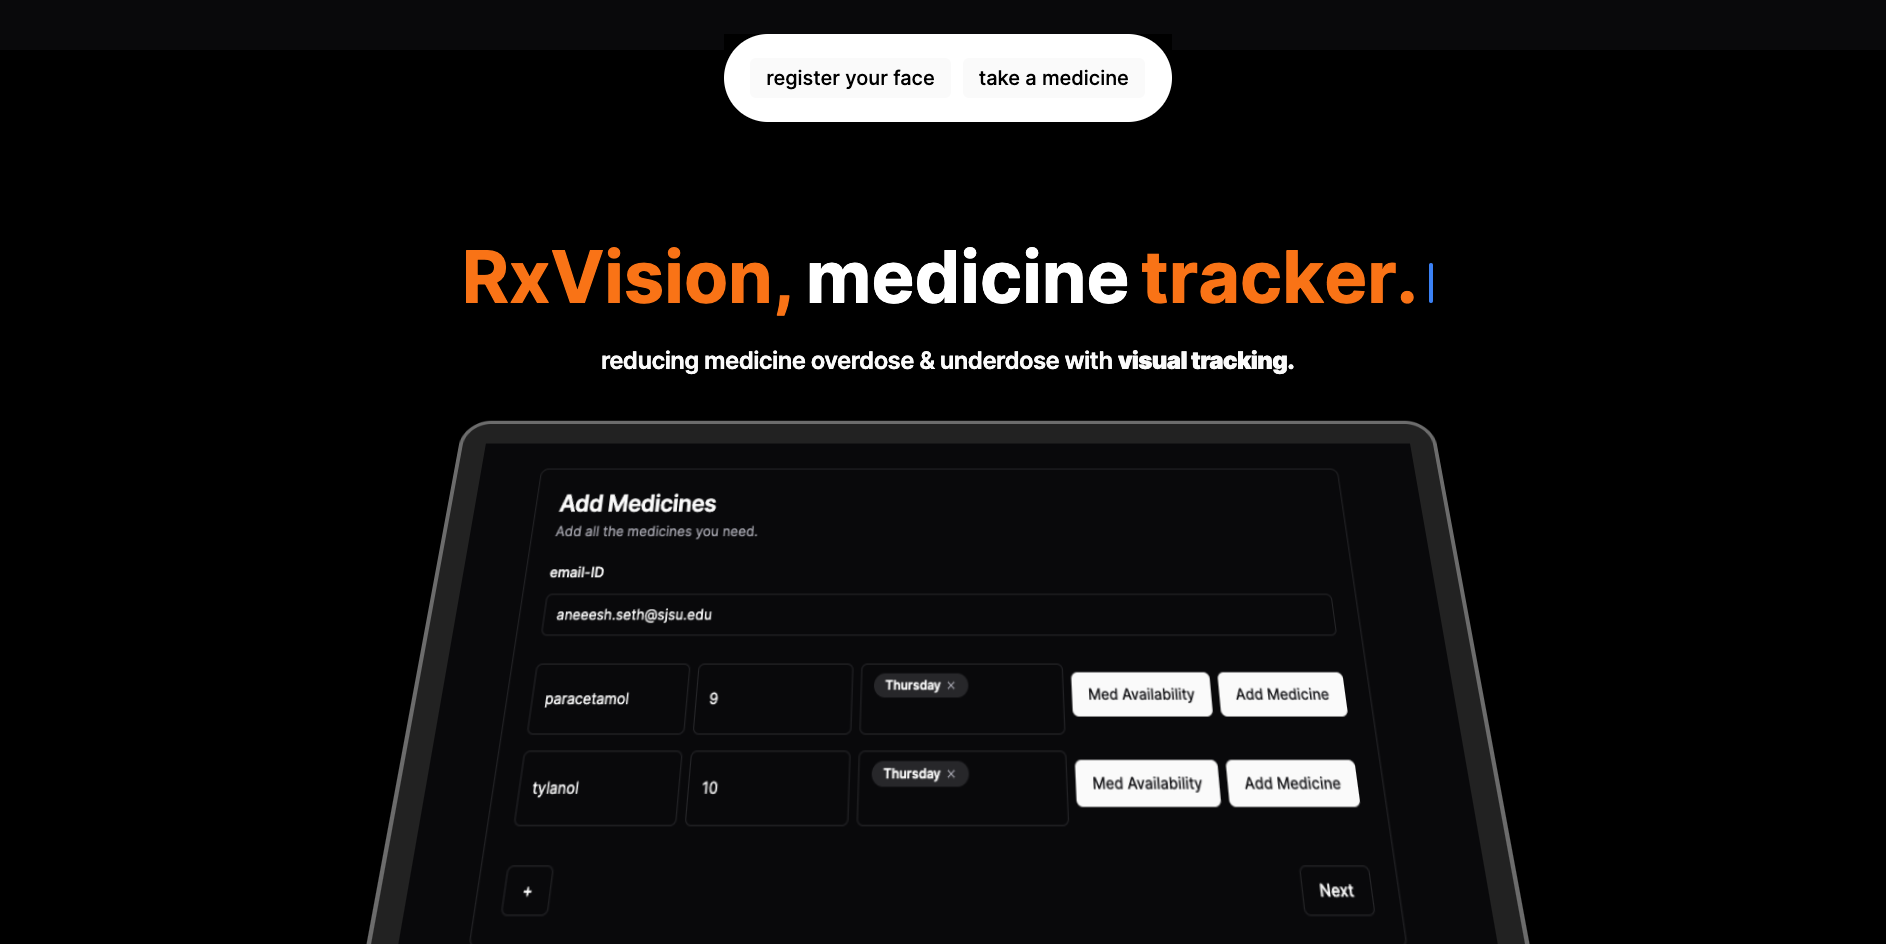 register your face take a medicine
RxVision, medicine tracker.
reducing medicine overdose & underdose with visual tracking.
Add Medicines
Add all the medicines you need.
email-ID
aneeesh.seth@sjsu.edu
paracetamol 9 Thursday × Med Availability Add Medicine
tylanol 10 Thursday × Med Availability Add Medicine
+ Next